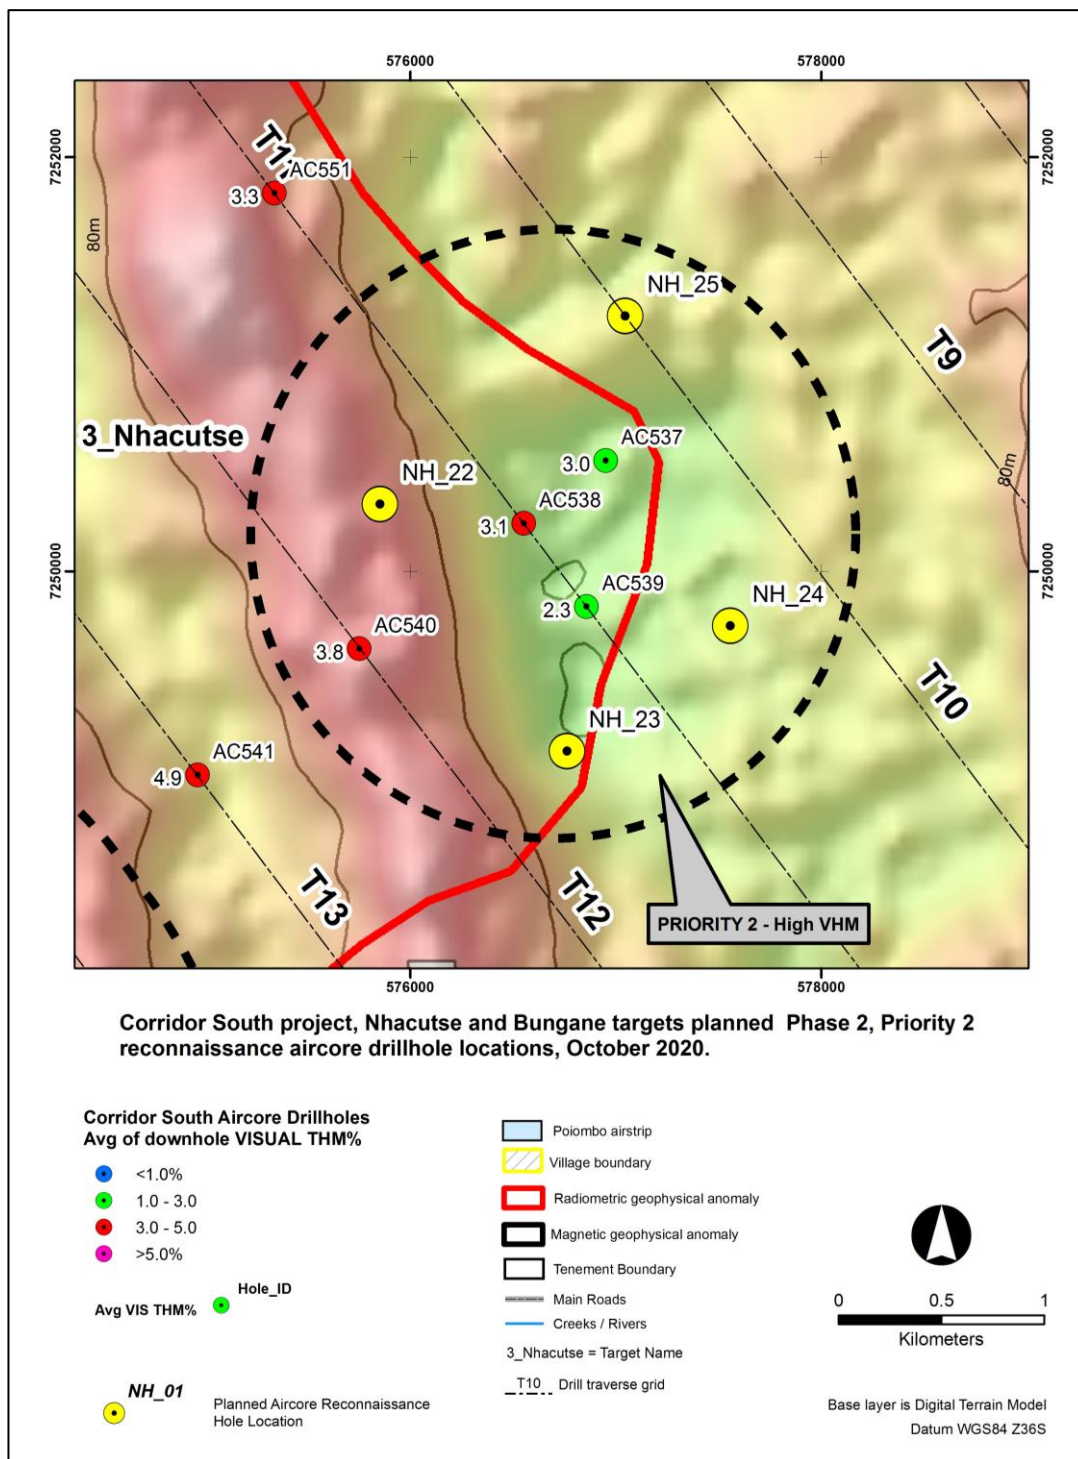 576000
578000
7252000
7252000
T11
AC551
3.3
80m
NH_25
T9
3_Nhacutse
AC537
3.0
80m
NH_22
AC538
3.1
7250000
7250000
AC539
2.3
NH_24
AC540
3.8
T10
NH_23
AC541
4.9
T13
T12
PRIORITY 2 - High VHM
576000
578000
Corridor South project, Nhacutse and Bungane targets planned Phase 2, Priority 2
reconnaissance aircore drillhole locations, October 2020.
Corridor South Aircore Drillholes
Avg of downhole VISUAL THM%
<1.0%
1.0 - 3.0
3.0 - 5.0
>5.0%
Hole_ID
Avg VIS THM%
NH_01
Planned Aircore Reconnaissance
Hole Location
Poiombo airstrip
Village boundary
Radiometric geophysical anomaly
Magnetic geophysical anomaly
Tenement Boundary
Main Roads
Creeks / Rivers
3_Nhacutse = Target Name
T10 Drill traverse grid
0 0.5 1
Kilometers
Base layer is Digital Terrain Model
Datum WGS84 Z36S